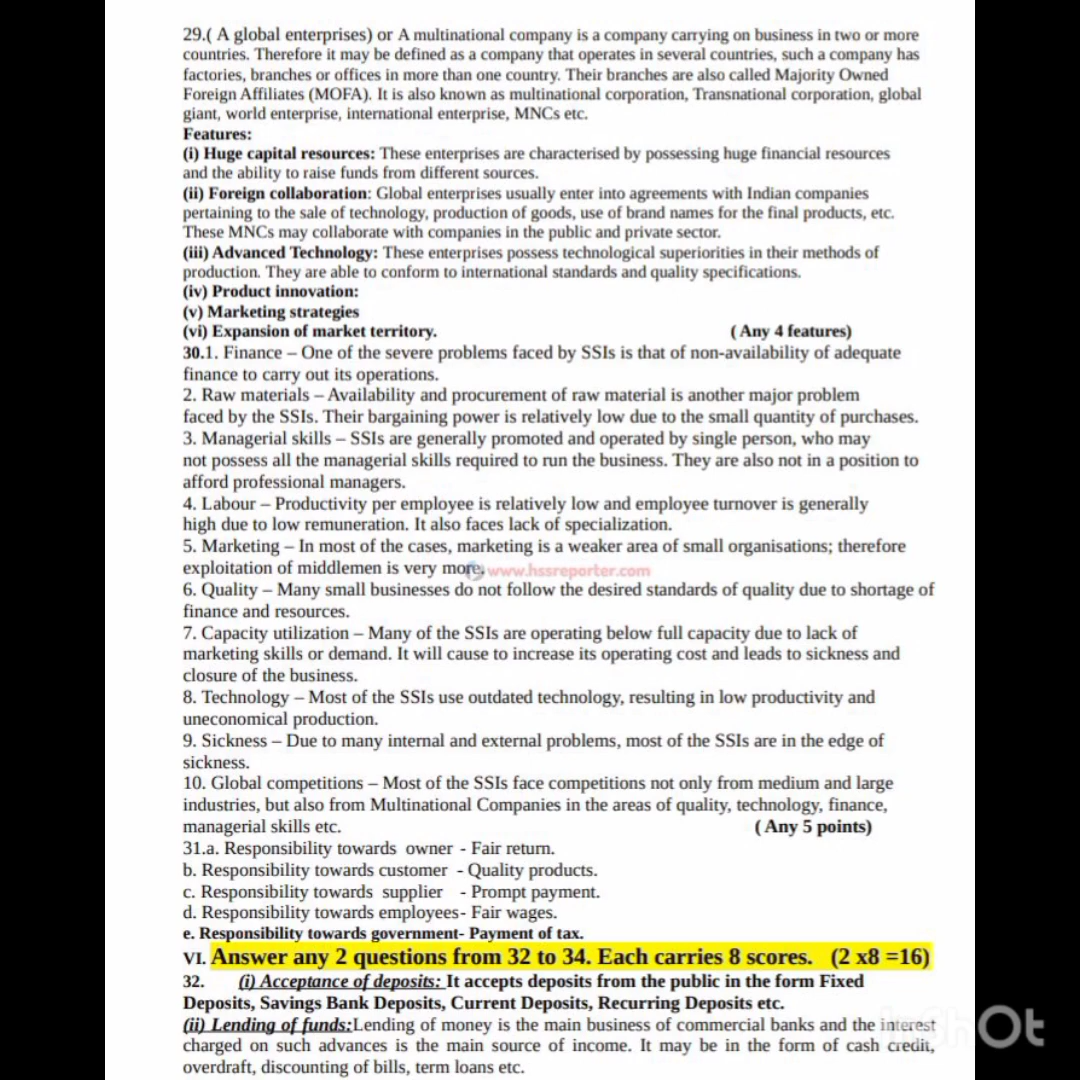 29.( A global enterprises) or A multinational company is a company carrying on business in two or more
countries. Therefore it may be defined as a company that operates in several countries, such a company has
factories, branches or offices in more than one country. Their branches are also called Majority Owned
Foreign Affiliates (MOFA). It is also known as multinational corporation, Transnational corporation, global
giant, world enterprise, international enterprise, MNCs etc.
Features:
(i) Huge capital resources: These enterprises are characterised by possessing huge financial resources
and the ability to raise funds from different sources.
(ii) Foreign collaboration: Global enterprises usually enter into agreements with Indian companies
pertaining to the sale of technology, production of goods, use of brand names for the final products, etc.
These MNCs may collaborate with companies in the public and private sector.
(iii) Advanced Technology: These enterprises possess technological superiorities in their methods of
production. They are able to conform to international standards and quality specifications.
(iv) Product innovation:
(v) Marketing strategies
(vi) Expansion of market territory. ( Any 4 features)
30.1. Finance – One of the severe problems faced by SSIs is that of non-availability of adequate
finance to carry out its operations.
2. Raw materials – Availability and procurement of raw material is another major problem
faced by the SSIs. Their bargaining power is relatively low due to the small quantity of purchases.
3. Managerial skills – SSIs are generally promoted and operated by single person, who may
not possess all the managerial skills required to run the business. They are also not in a position to
afford professional managers.
4. Labour – Productivity per employee is relatively low and employee turnover is generally
high due to low remuneration. It also faces lack of specialization.
5. Marketing – In most of the cases, marketing is a weaker area of small organisations; therefore
exploitation of middlemen is very more. www.hssreporter.com
6. Quality – Many small businesses do not follow the desired standards of quality due to shortage of
finance and resources.
7. Capacity utilization – Many of the SSIs are operating below full capacity due to lack of
marketing skills or demand. It will cause to increase its operating cost and leads to sickness and
closure of the business.
8. Technology – Most of the SSIs use outdated technology, resulting in low productivity and
uneconomical production.
9. Sickness – Due to many internal and external problems, most of the SSIs are in the edge of
sickness.
10. Global competitions – Most of the SSIs face competitions not only from medium and large
industries, but also from Multinational Companies in the areas of quality, technology, finance,
managerial skills etc. ( Any 5 points)
31.a. Responsibility towards owner - Fair return.
b. Responsibility towards customer - Quality products.
c. Responsibility towards supplier - Prompt payment.
d. Responsibility towards employees- Fair wages.
e. Responsibility towards government- Payment of tax.
VI. Answer any 2 questions from 32 to 34. Each carries 8 scores. (2 x8 =16)
32. (i) Acceptance of deposits: It accepts deposits from the public in the form Fixed
Deposits, Savings Bank Deposits, Current Deposits, Recurring Deposits etc.
(ii) Lending of funds:Lending of money is the main business of commercial banks and the interest
charged on such advances is the main source of income. It may be in the form of cash credit,
overdraft, discounting of bills, term loans etc.
InShOt